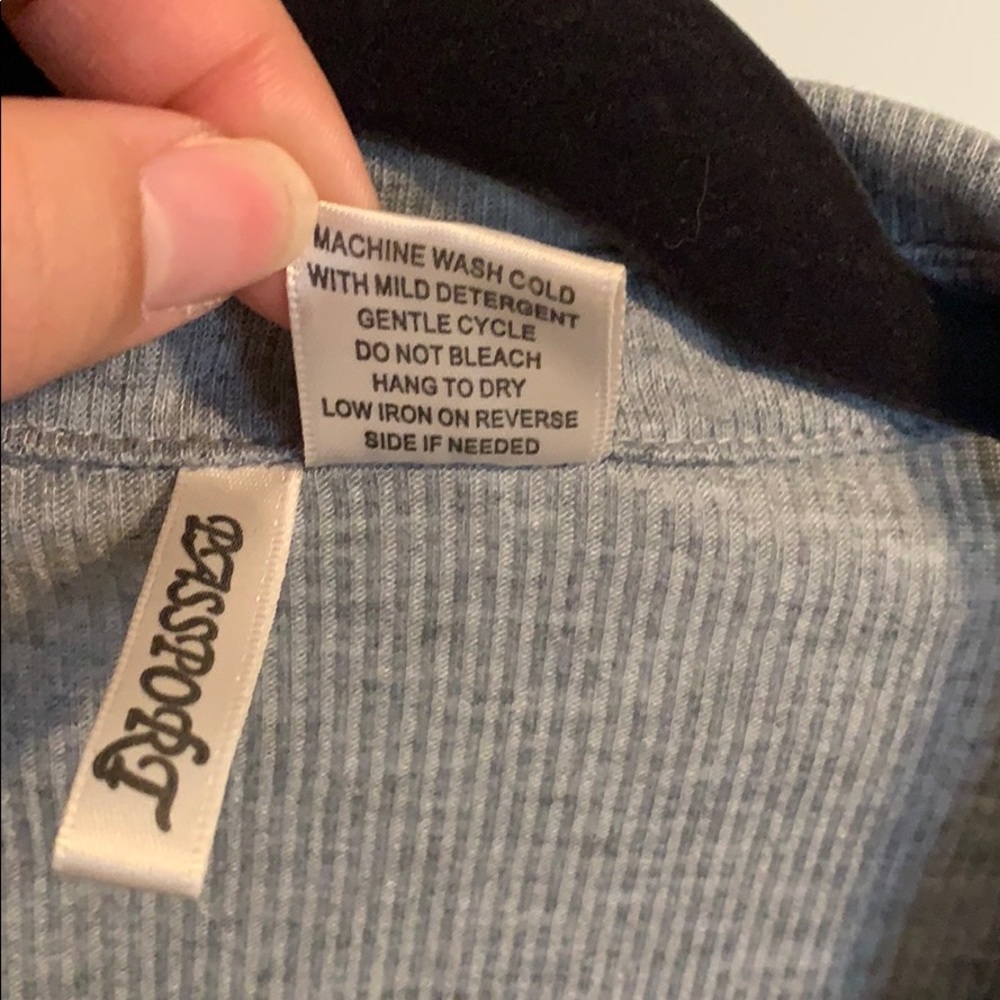 MACHINE WASH COLD
WITH MILD DETERGENT
GENTLE CYCLE
DO NOT BLEACH
HANG TO DRY
LOW IRON ON REVERSE
SIDE IF NEEDED
PASSPORT